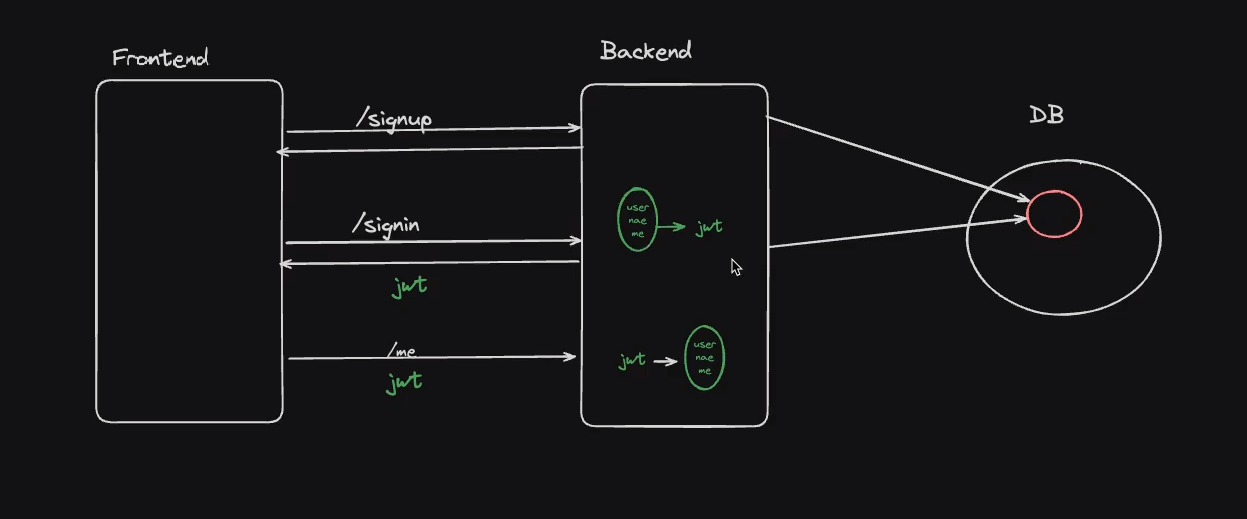 Frontend
Backend
DB
/signup
/signin
jwt
user
nae
me
jwt
/me
jwt
jwt
user
nae
me